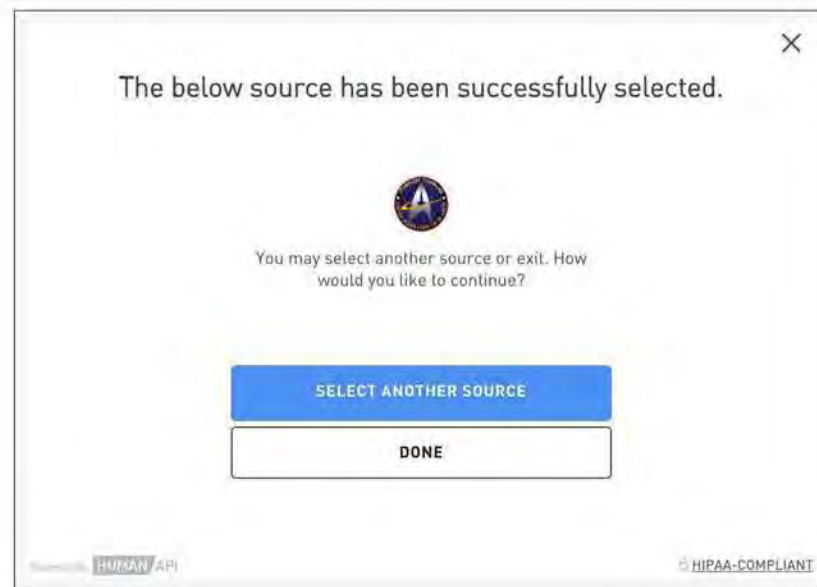 The below source has been successfully selected.
You may select another source or exit. How
would you like to continue?
SELECT ANOTHER SOURCE
DONE
HUMAN API
HIPAA-COMPLIANT